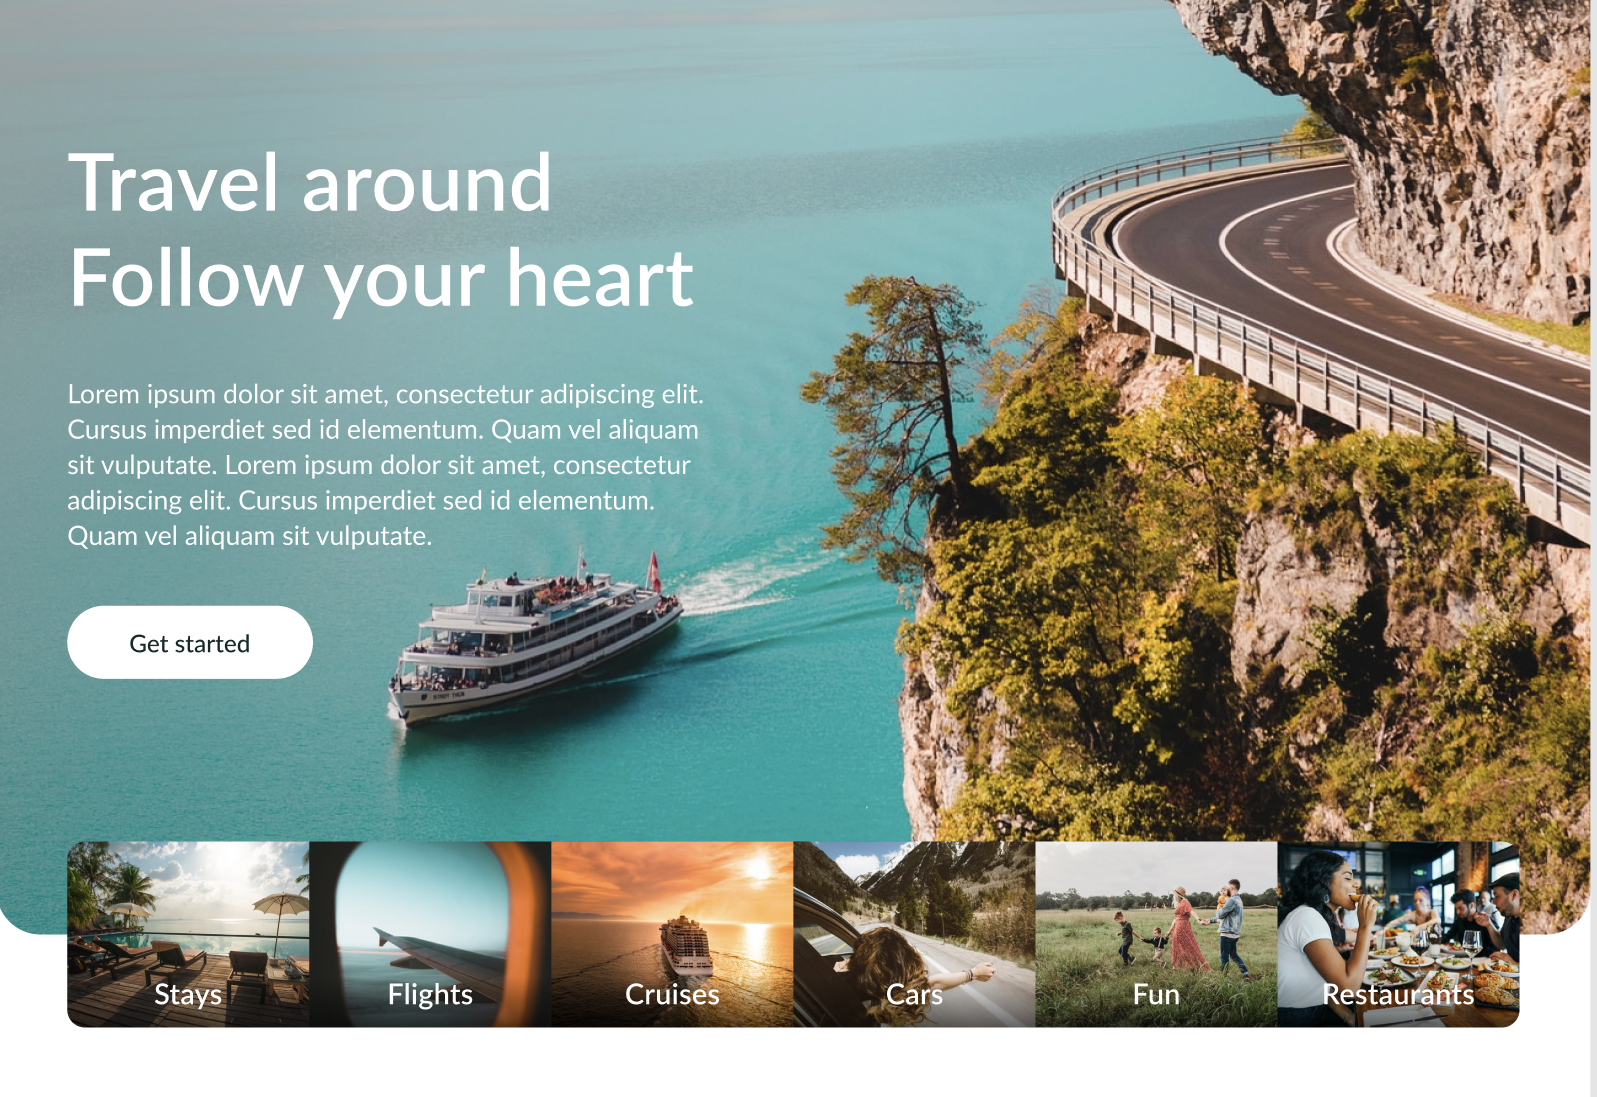 Travel around
Follow your heart
Lorem ipsum dolor sit amet, consectetur adipiscing elit.
Cursus imperdiet sed id elementum. Quam vel aliquam
sit vulputate. Lorem ipsum dolor sit amet, consectetur
adipiscing elit. Cursus imperdiet sed id elementum.
Quam vel aliquam sit vulputate.
Get started
Stays
Flights
Cruises
Cars
Fun
Restaurants